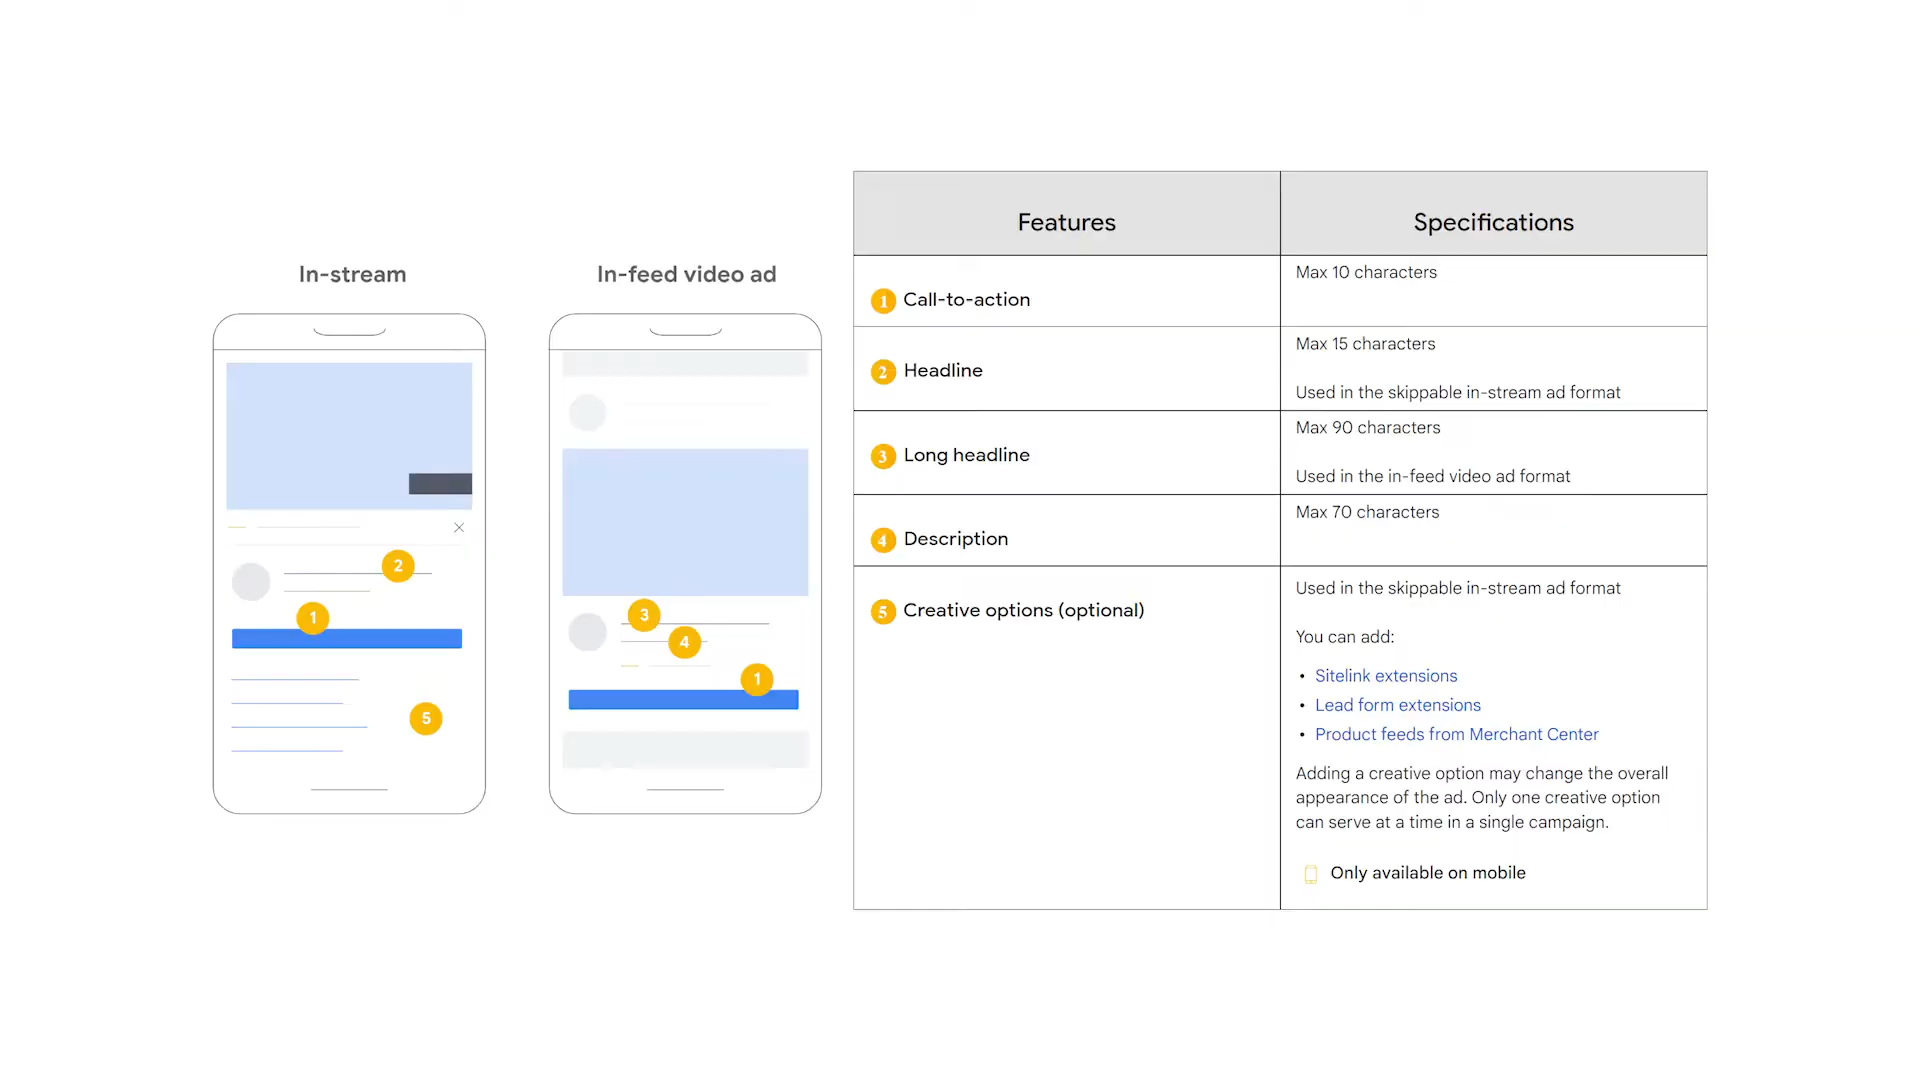 In-stream
In-feed video ad
2
1
5
3
4
1
Features
Specifications
1 Call-to-action
Max 10 characters
2 Headline
Max 15 characters
Used in the skippable in-stream ad format
3 Long headline
Max 90 characters
Used in the in-feed video ad format
4 Description
Max 70 characters
5 Creative options (optional)
Used in the skippable in-stream ad format
You can add:
• Sitelink extensions
• Lead form extensions
• Product feeds from Merchant Center
Adding a creative option may change the overall
appearance of the ad. Only one creative option
can serve at a time in a single campaign.
Only available on mobile